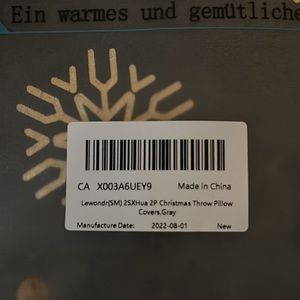 Ein warmes und gemütliche
CA X003A6UEY9 Made in China
Lewondr(SM) 2SXHua 2P Christmas Throw Pillow
Covers,Gray
Manufacture Date: 2022-08-01 New